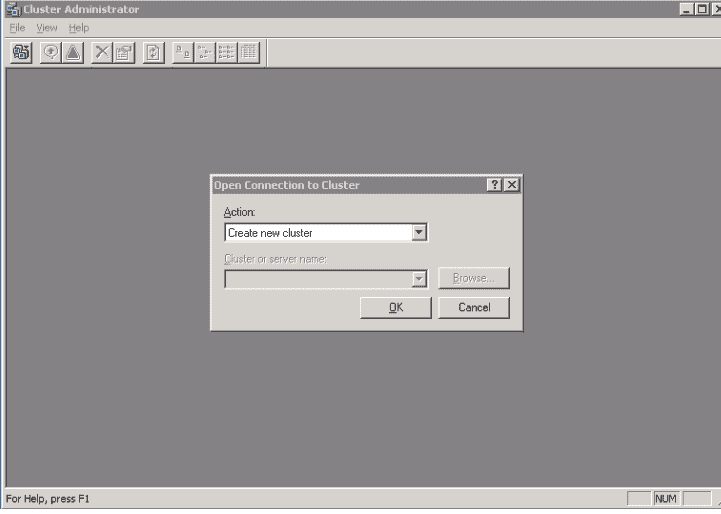 Cluster Administrator
File View Help
Open Connection to Cluster
Action:
Create new cluster
Cluster or server name:
Browse...
OK Cancel
For Help, press F1 NUM